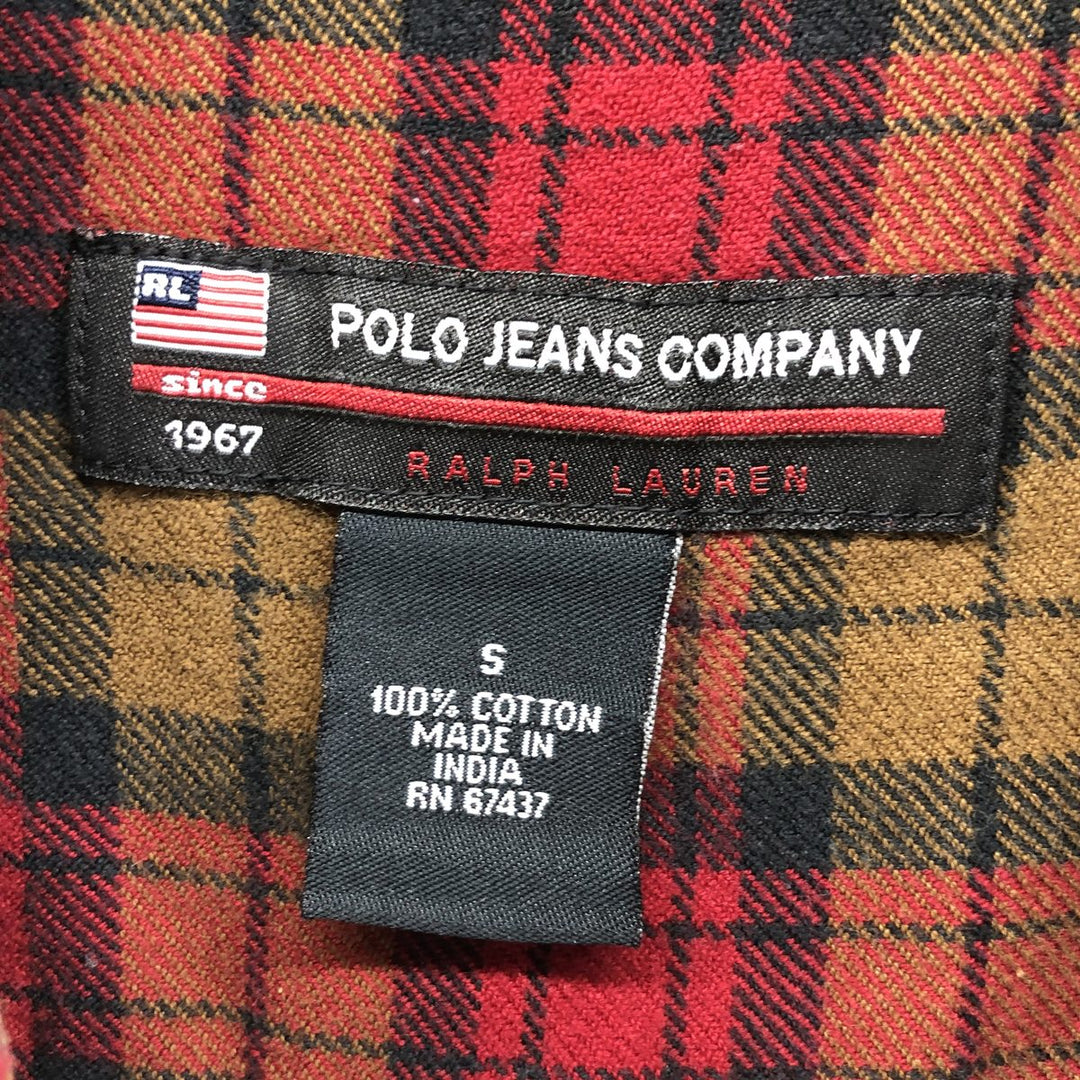 RL
POLO JEANS COMPANY
since
1967
RALPH LAUREN
S
100% COTTON
MADE IN
INDIA
RN 67437